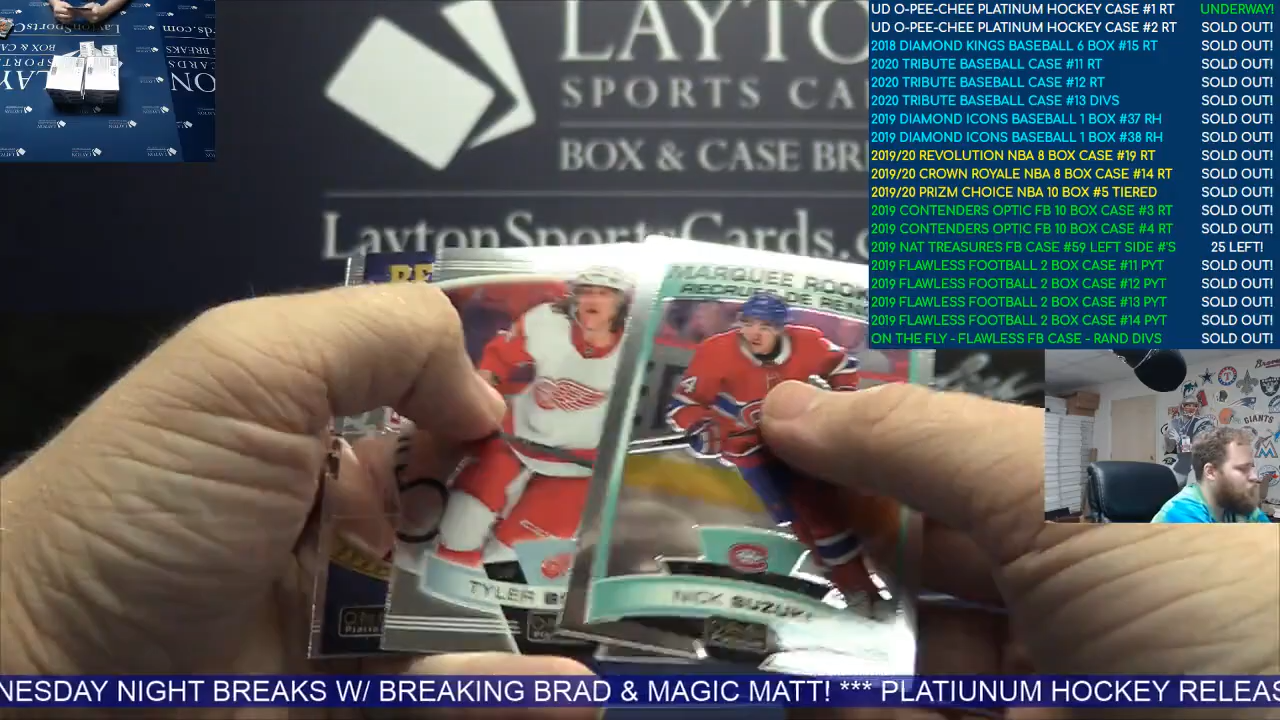 LAYTO
SPORTS CA
BOX & CASE BR
LaytonSportsCards.c
UD O-PEE-CHEE PLATINUM HOCKEY CASE #1 RT UNDERWAY!
UD O-PEE-CHEE PLATINUM HOCKEY CASE #2 RT SOLD OUT!
2018 DIAMOND KINGS BASEBALL 6 BOX #15 RT SOLD OUT!
2020 TRIBUTE BASEBALL CASE #11 RT SOLD OUT!
2020 TRIBUTE BASEBALL CASE #12 RT SOLD OUT!
2020 TRIBUTE BASEBALL CASE #13 DIVS SOLD OUT!
2019 DIAMOND ICONS BASEBALL 1 BOX #37 RH SOLD OUT!
2019 DIAMOND ICONS BASEBALL 1 BOX #38 RH SOLD OUT!
2019/20 REVOLUTION NBA 8 BOX CASE #19 RT SOLD OUT!
2019/20 CROWN ROYALE NBA 8 BOX CASE #14 RT SOLD OUT!
2019/20 PRIZM CHOICE NBA 10 BOX #5 TIERED SOLD OUT!
2019 CONTENDERS OPTIC FB 10 BOX CASE #3 RT SOLD OUT!
2019 CONTENDERS OPTIC FB 10 BOX CASE #4 RT SOLD OUT!
2019 NAT TREASURES FB CASE #59 LEFT SIDE #'S 25 LEFT!
2019 FLAWLESS FOOTBALL 2 BOX CASE #11 PYT SOLD OUT!
2019 FLAWLESS FOOTBALL 2 BOX CASE #12 PYT SOLD OUT!
2019 FLAWLESS FOOTBALL 2 BOX CASE #13 PYT SOLD OUT!
2019 FLAWLESS FOOTBALL 2 BOX CASE #14 PYT SOLD OUT!
ON THE FLY - FLAWLESS FB CASE - RAND DIVS SOLD OUT!
MARQUEE ROOK
RECRUE DE REN
TYLER B
NICK SUZUKI
GIANTS
NESDAY NIGHT BREAKS W/ BREAKING BRAD & MAGIC MATT! *** PLATIUNUM HOCKEY RELEAS